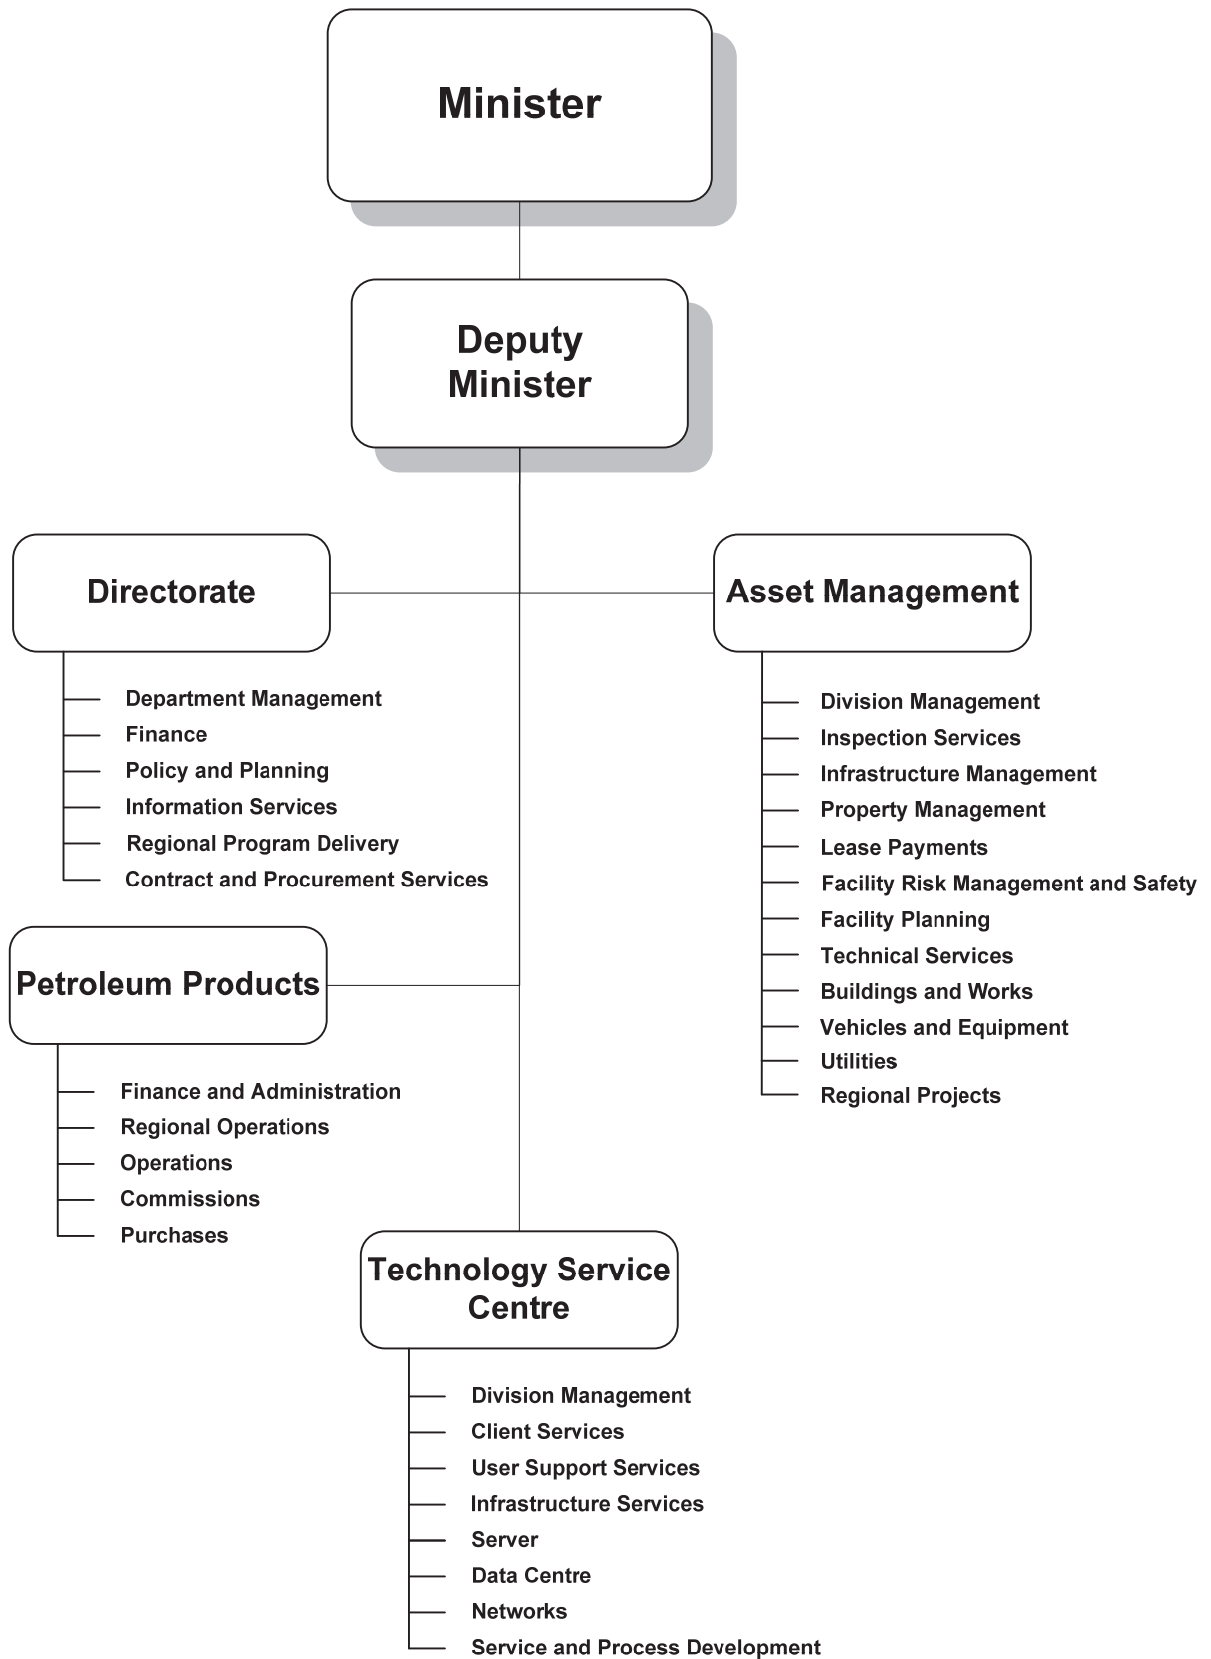 Minister
Deputy
Minister
Directorate
Department Management
Finance
Policy and Planning
Information Services
Regional Program Delivery
Contract and Procurement Services
Asset Management
Division Management
Inspection Services
Infrastructure Management
Property Management
Lease Payments
Facility Risk Management and Safety
Facility Planning
Technical Services
Buildings and Works
Vehicles and Equipment
Utilities
Regional Projects
Petroleum Products
Finance and Administration
Regional Operations
Operations
Commissions
Purchases
Technology Service
Centre
Division Management
Client Services
User Support Services
Infrastructure Services
Server
Data Centre
Networks
Service and Process Development